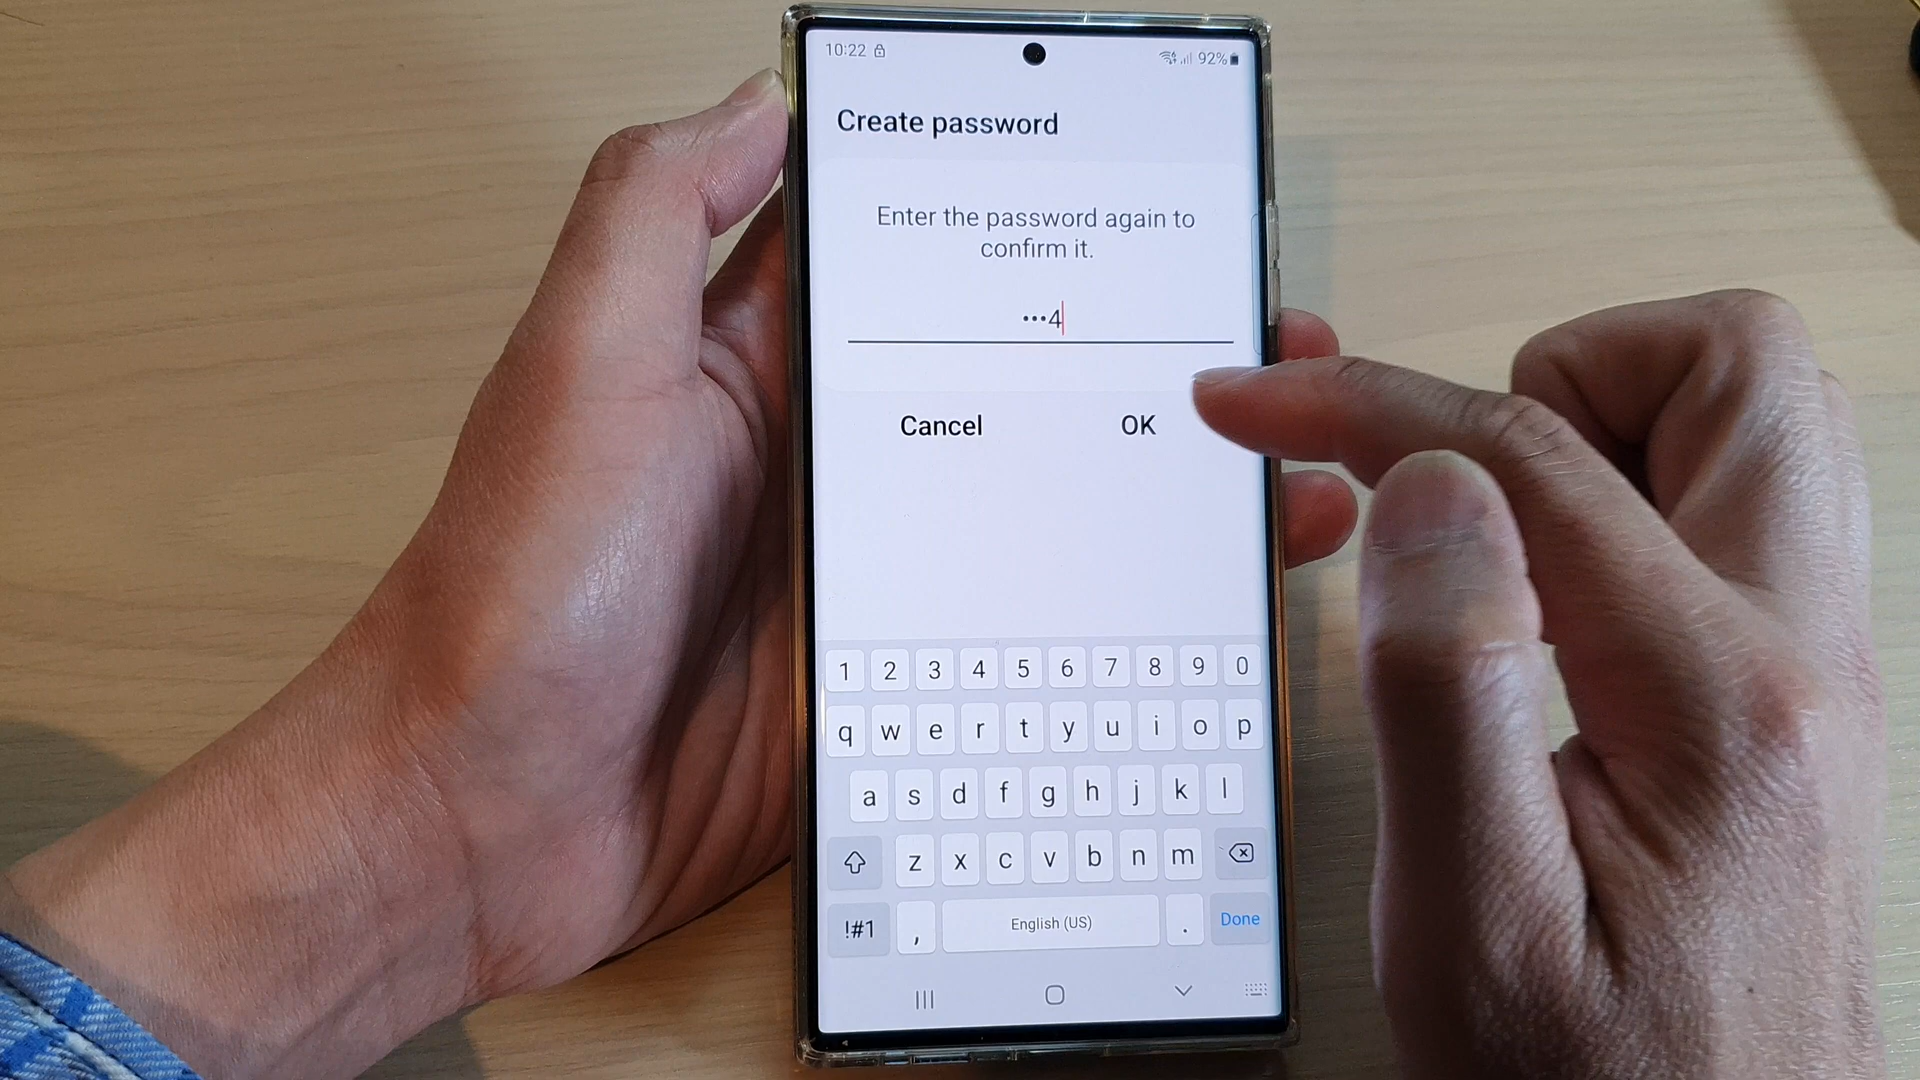 10:22
92%
Create password
Enter the password again to
confirm it.
•••4
Cancel OK
1 2 3 4 5 6 7 8 9 0
q w e r t y u i o p
a s d f g h j k l
z x c v b n m
!#1 , English (US) . Done